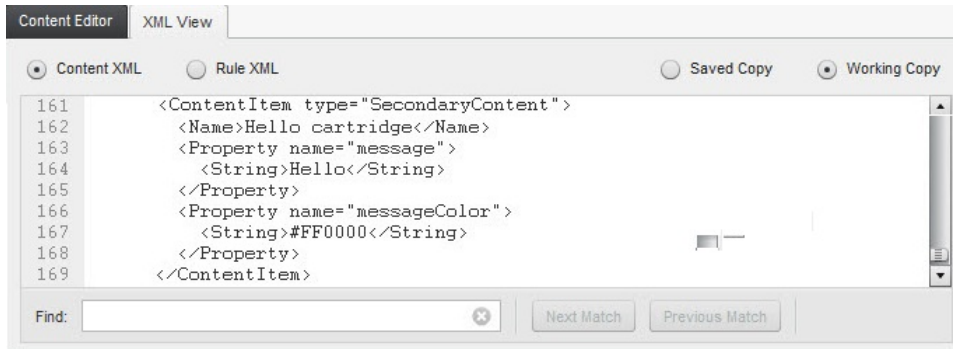 Content Editor XML View
Content XML Rule XML Saved Copy Working Copy
161 <ContentItem type="SecondaryContent">
162 <Name>Hello cartridge</Name>
163 <Property name="message">
164 <String>Hello</String>
165 </Property>
166 <Property name="messageColor">
167 <String>#FF0000</String>
168 </Property>
169 </ContentItem>
Find: Next Match Previous Match